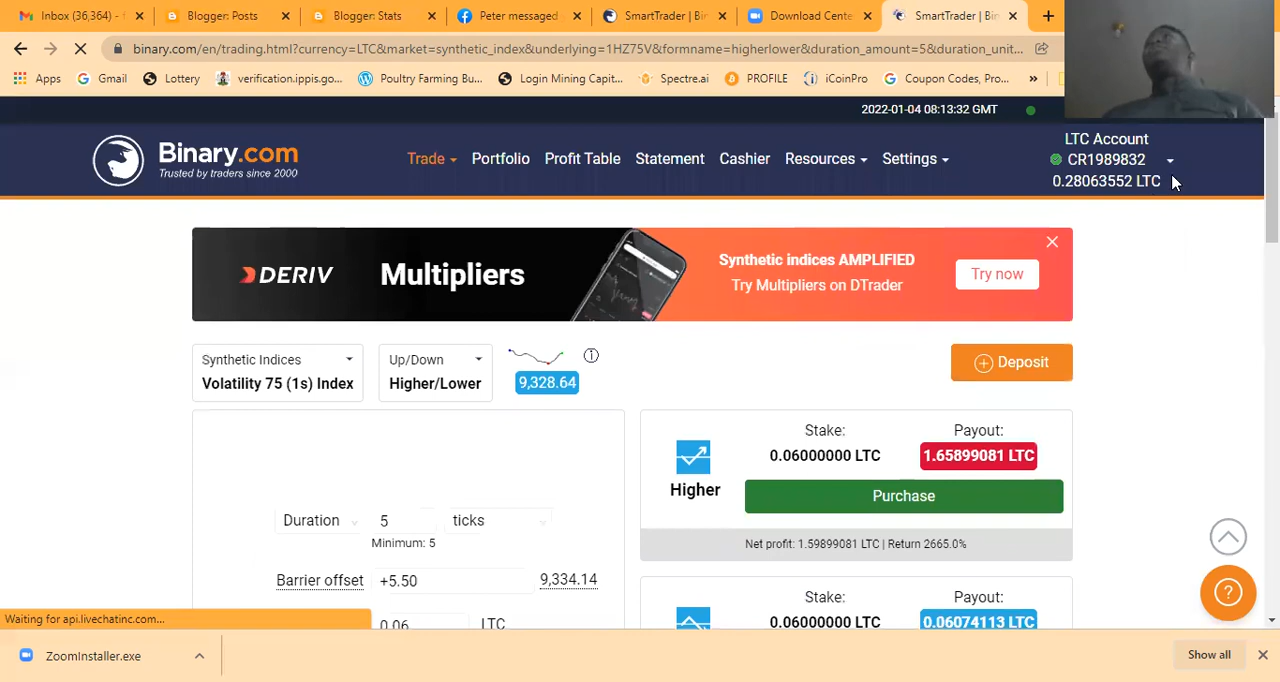 Inbox (36,364) - f
Blogger: Posts
Blogger: Stats
Peter messaged
SmartTrader | Bi
Download Cente
SmartTrader | Bin
binary.com/en/trading.html?currency=LTC&market=synthetic_index&underlying=1HZ75V&formname=higherlower&duration_amount=5&duration_unit...
Apps
Gmail
Lottery
verification.ippis.go...
Poultry Farming Bu...
Login Mining Capit...
Spectre.ai
PROFILE
iCoinPro
Coupon Codes, Pro...
2022-01-04 08:13:32 GMT
Binary.com
Trusted by traders since 2000
Trade
Portfolio
Profit Table
Statement
Cashier
Resources
Settings
LTC Account
CR1989832
0.28063552 LTC
DERIV
Multipliers
Synthetic indices AMPLIFIED
Try Multipliers on DTrader
Try now
Synthetic Indices
Volatility 75 (1s) Index
Up/Down
Higher/Lower
9,328.64
Deposit
Stake:
Payout:
0.06000000 LTC
1.65899081 LTC
Higher
Purchase
Net profit: 1.59899081 LTC | Return 2665.0%
Duration
5
ticks
Minimum: 5
Barrier offset
+5.50
9,334.14
0.06
LTC
Stake:
Payout:
0.06000000 LTC
0.06074113 LTC
Waiting for api.livechatinc.com...
ZoomInstaller.exe
Show all